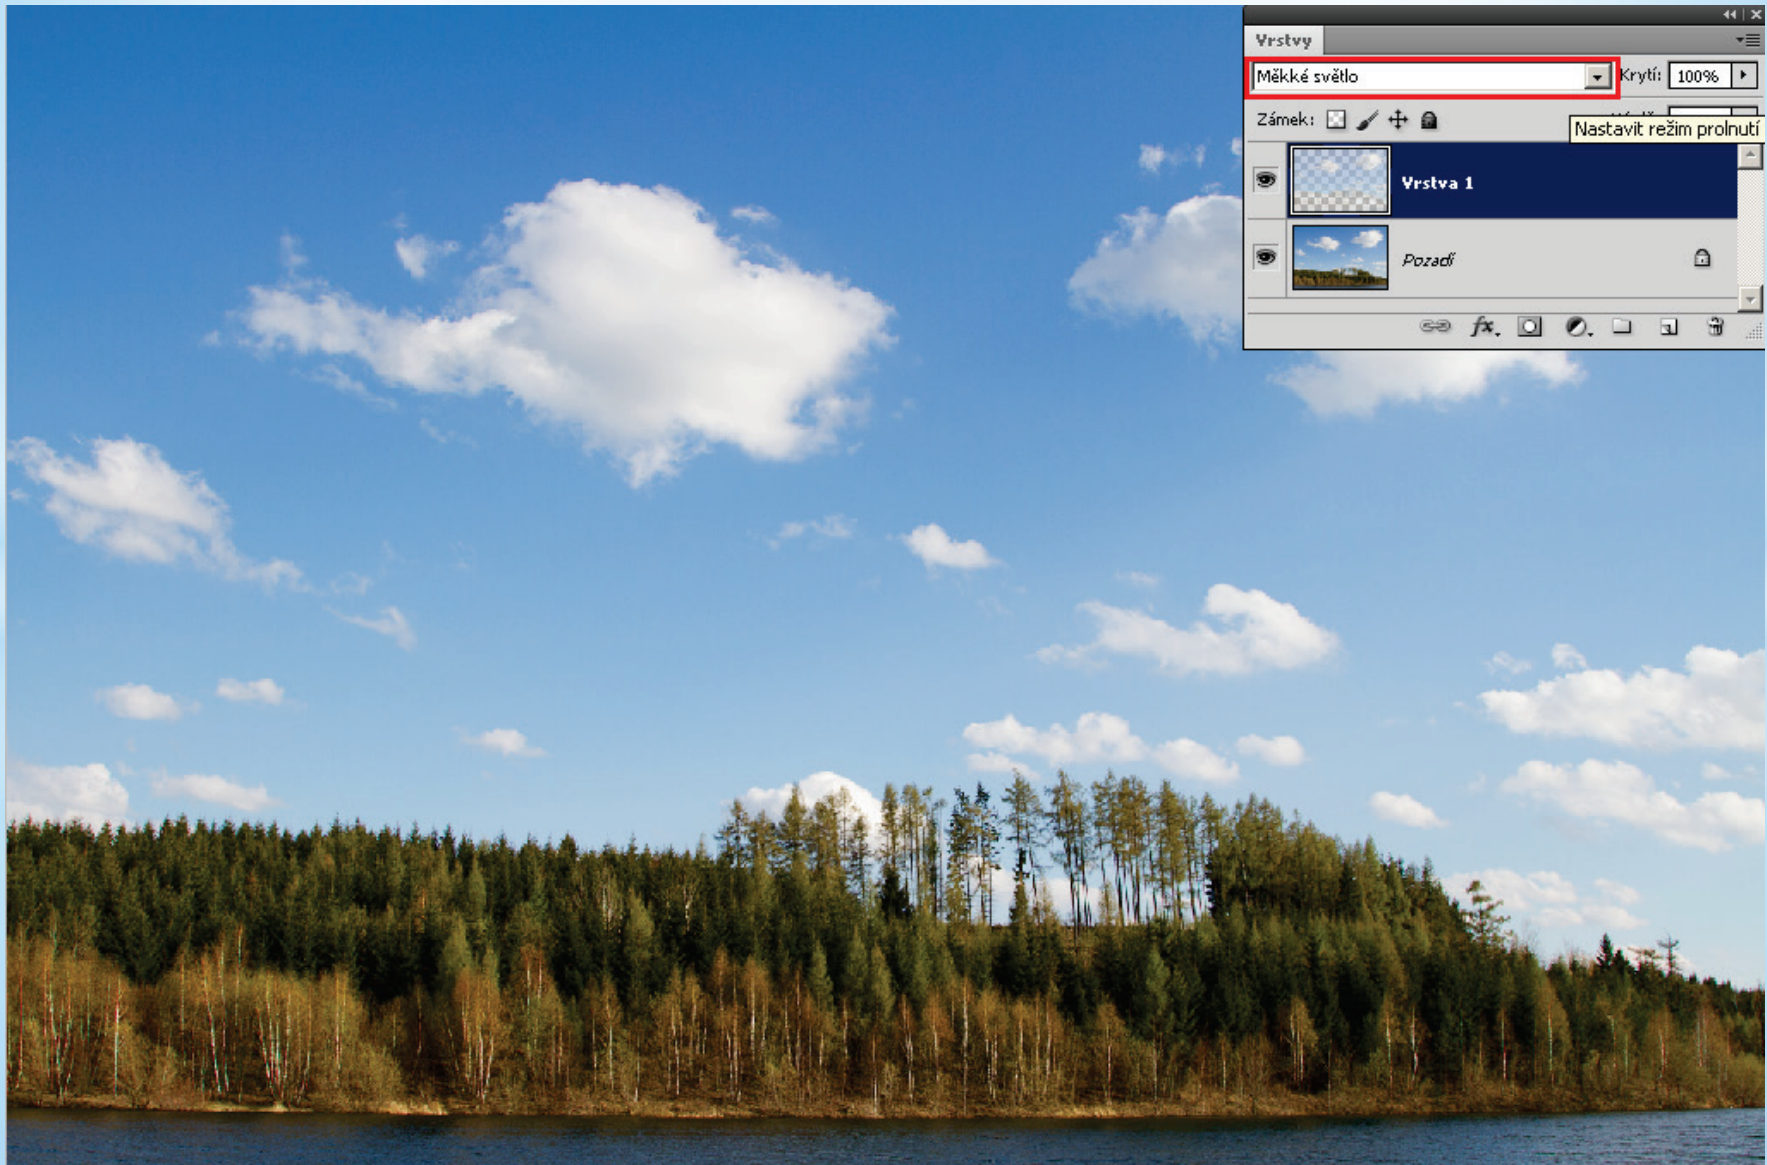 Vrstvy
Měkké světlo
Krytí: 100%
Zámek:
Nastavit režim prolnutí
Vrstva 1
Pozadí
fx.